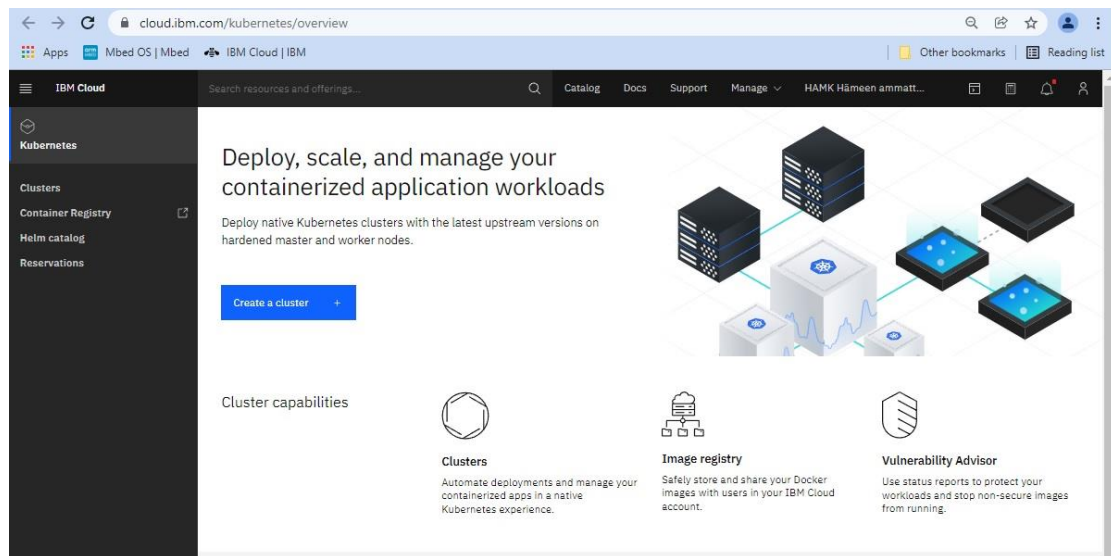 cloud.ibm.com/kubernetes/overview
Apps Mbed OS | Mbed IBM Cloud | IBM Other bookmarks Reading list
IBM Cloud Search resources and offerings... Catalog Docs Support Manage HAMK Hämeen ammatt...
Kubernetes
Clusters
Container Registry
Helm catalog
Reservations
Deploy, scale, and manage your
containerized application workloads
Deploy native Kubernetes clusters with the latest upstream versions on
hardened master and worker nodes.
Create a cluster +
Cluster capabilities
Clusters
Automate deployments and manage your
containerized apps in a native
Kubernetes experience.
Image registry
Safely store and share your Docker
images with users in your IBM Cloud
account.
Vulnerability Advisor
Use status reports to protect your
workloads and stop non-secure images
from running.